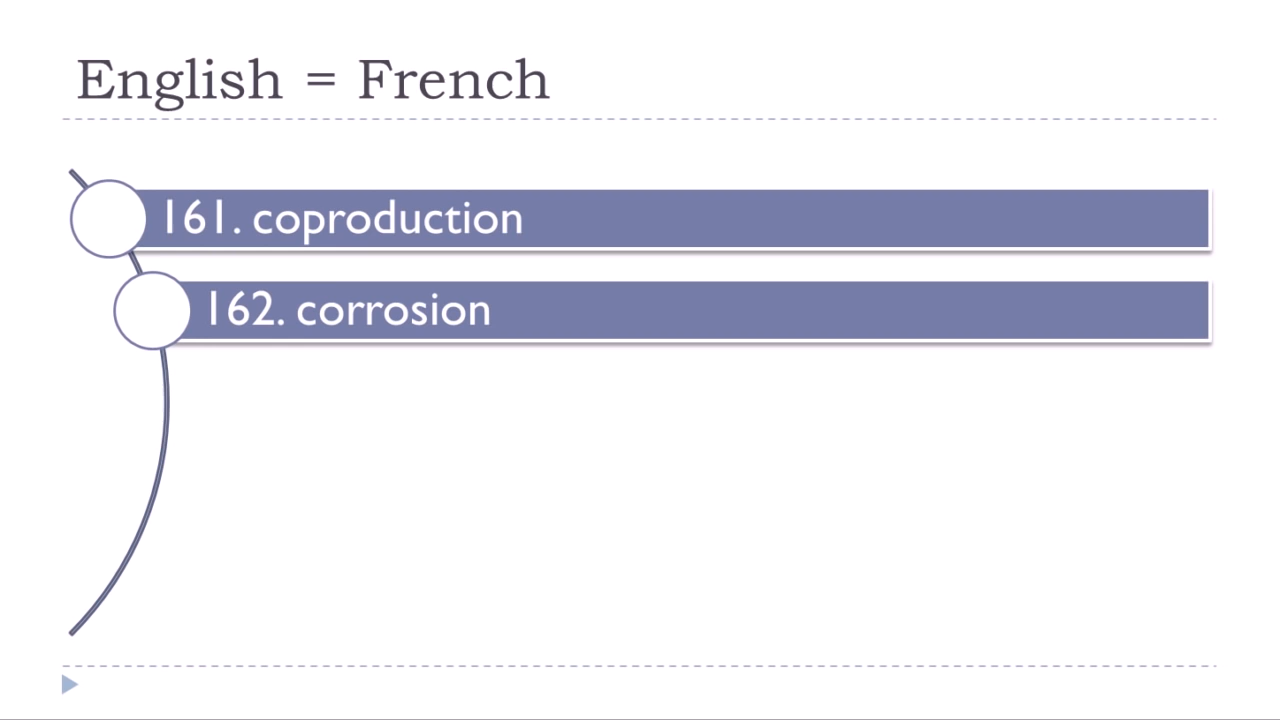 English = French
161. coproduction
162. corrosion